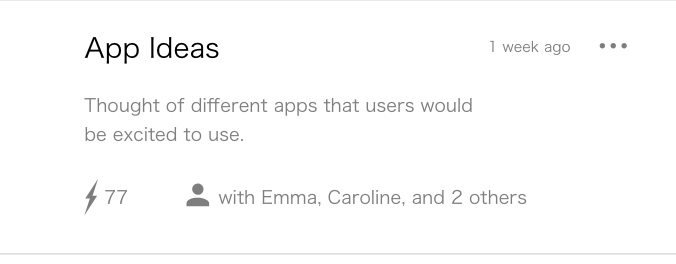 App Ideas
1 week ago
Thought of different apps that users would
be excited to use.
77
with Emma, Caroline, and 2 others